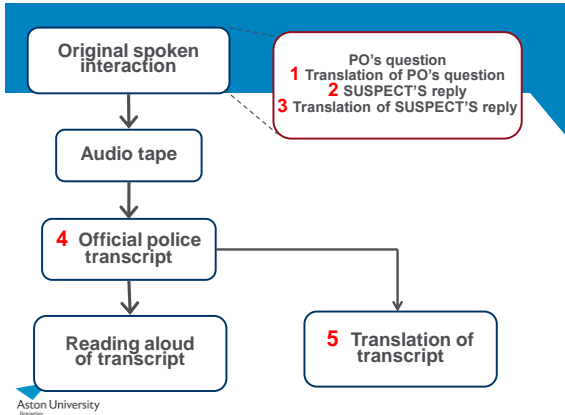 Original spoken
interaction
PO's question
1 Translation of PO's question
2 SUSPECT'S reply
3 Translation of SUSPECT'S reply
Audio tape
4 Official police
transcript
Reading aloud
of transcript
5 Translation of
transcript
Aston University
Birmingham